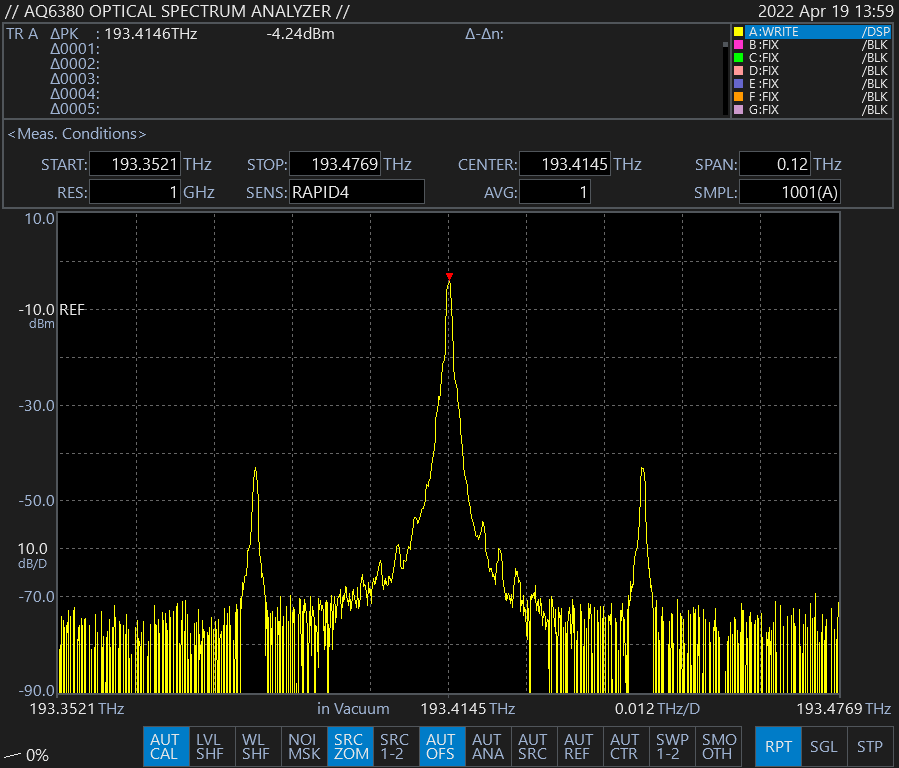 // AQ6380 OPTICAL SPECTRUM ANALYZER // 2022 Apr 19 13:59
TR A ΔPK : 193.4146THz -4.24dBm Δ-Δn:
Δ0001:
Δ0002:
Δ0003:
Δ0004:
Δ0005:
A:WRITE /DSP
B:FIX /BLK
C:FIX /BLK
D:FIX /BLK
E:FIX /BLK
F:FIX /BLK
G:FIX /BLK
<Meas. Conditions>
START: 193.3521 THz STOP: 193.4769 THz CENTER: 193.4145 THz SPAN: 0.12 THz
RES: 1 GHz SENS: RAPID4 AVG: 1 SMPL: 1001(A)
10.0
-10.0 REF
dBm
-30.0
-50.0
10.0
dB/D
-70.0
-90.0
193.3521 THz in Vacuum 193.4145 THz 0.012 THz/D 193.4769 THz
0%
AUT CAL
LVL SHF
WL SHF
NOI MSK
SRC ZOM
SRC 1-2
AUT OFS
AUT ANA
AUT SRC
AUT REF
AUT CTR
SWP 1-2
SMO OTH
RPT
SGL
STP